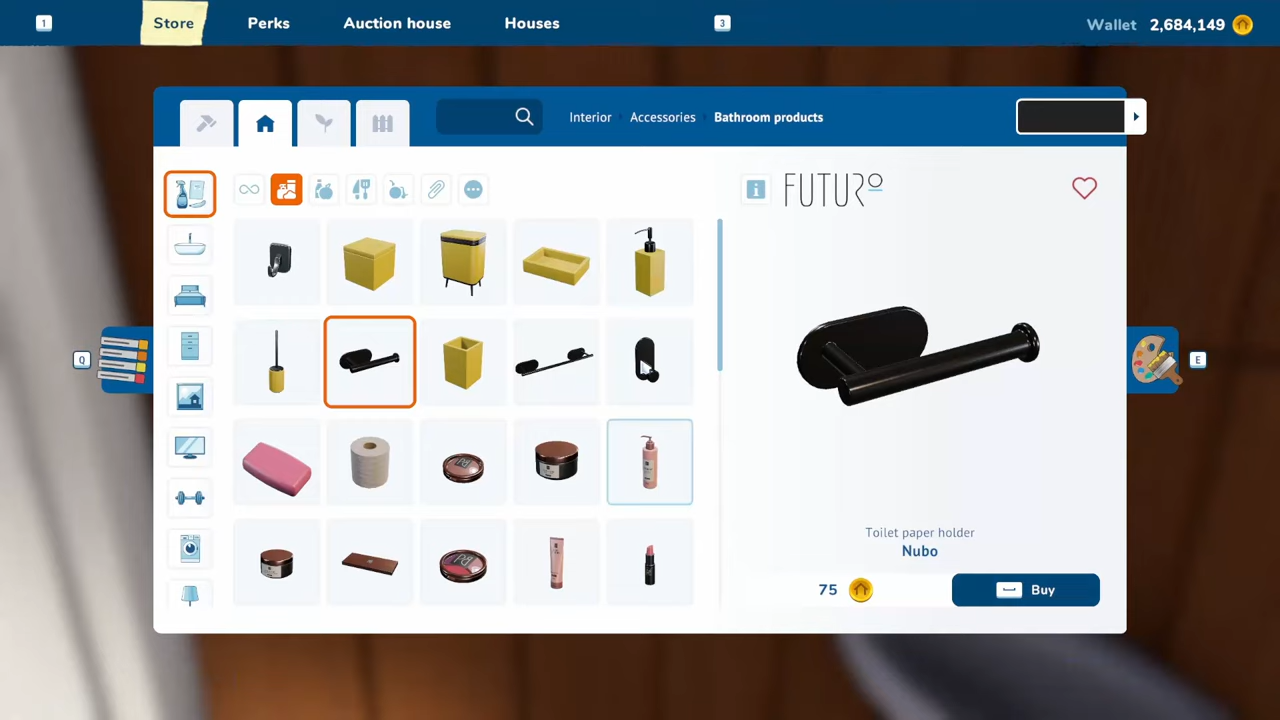 1
Store
Perks
Auction house
Houses
3
Wallet 2,684,149
Interior
Accessories
Bathroom products
FUTURO
Q
E
Toilet paper holder
Nubo
75
Buy